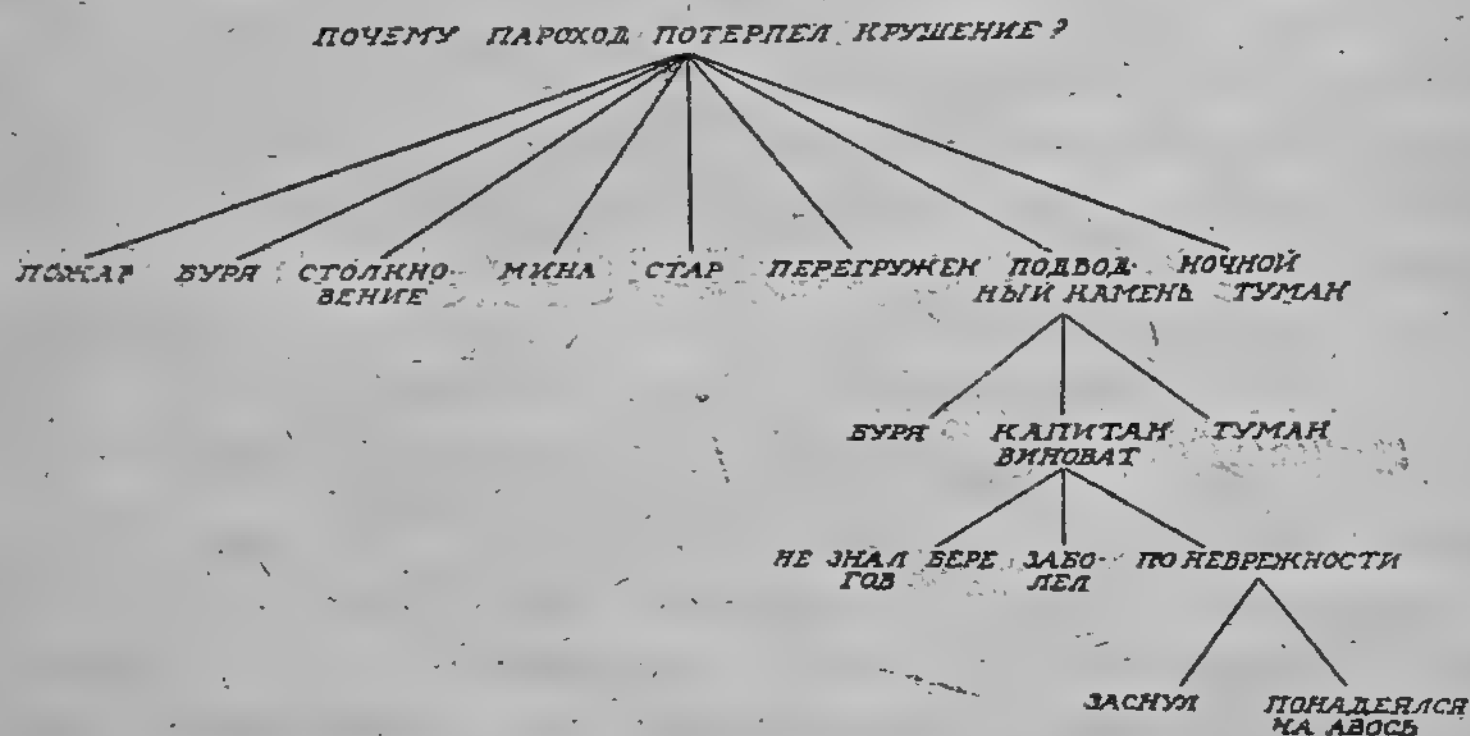 ПОЧЕМУ ПАРОХОД ПОТЕРПЕЛ КРУШЕНИЕ?
ПОЖАР БУРЯ СТОЛКНО- МИНА СТАР ПЕРЕГРУЖЕН ПОДВОД- НОЧНОЙ
ВЕНИЕ НЫЙ КАМЕНЬ ТУМАН
БУРЯ КАПИТАН ТУМАН
ВИНОВАТ
НЕ ЗНАЛ БЕРЕ ЗАБО- ПО НЕБРЕЖНОСТИ
ГОВ ЛЕЛ
ЗАСНУЛ ПОНАДЕЯЛСЯ
НА АВОСЬ